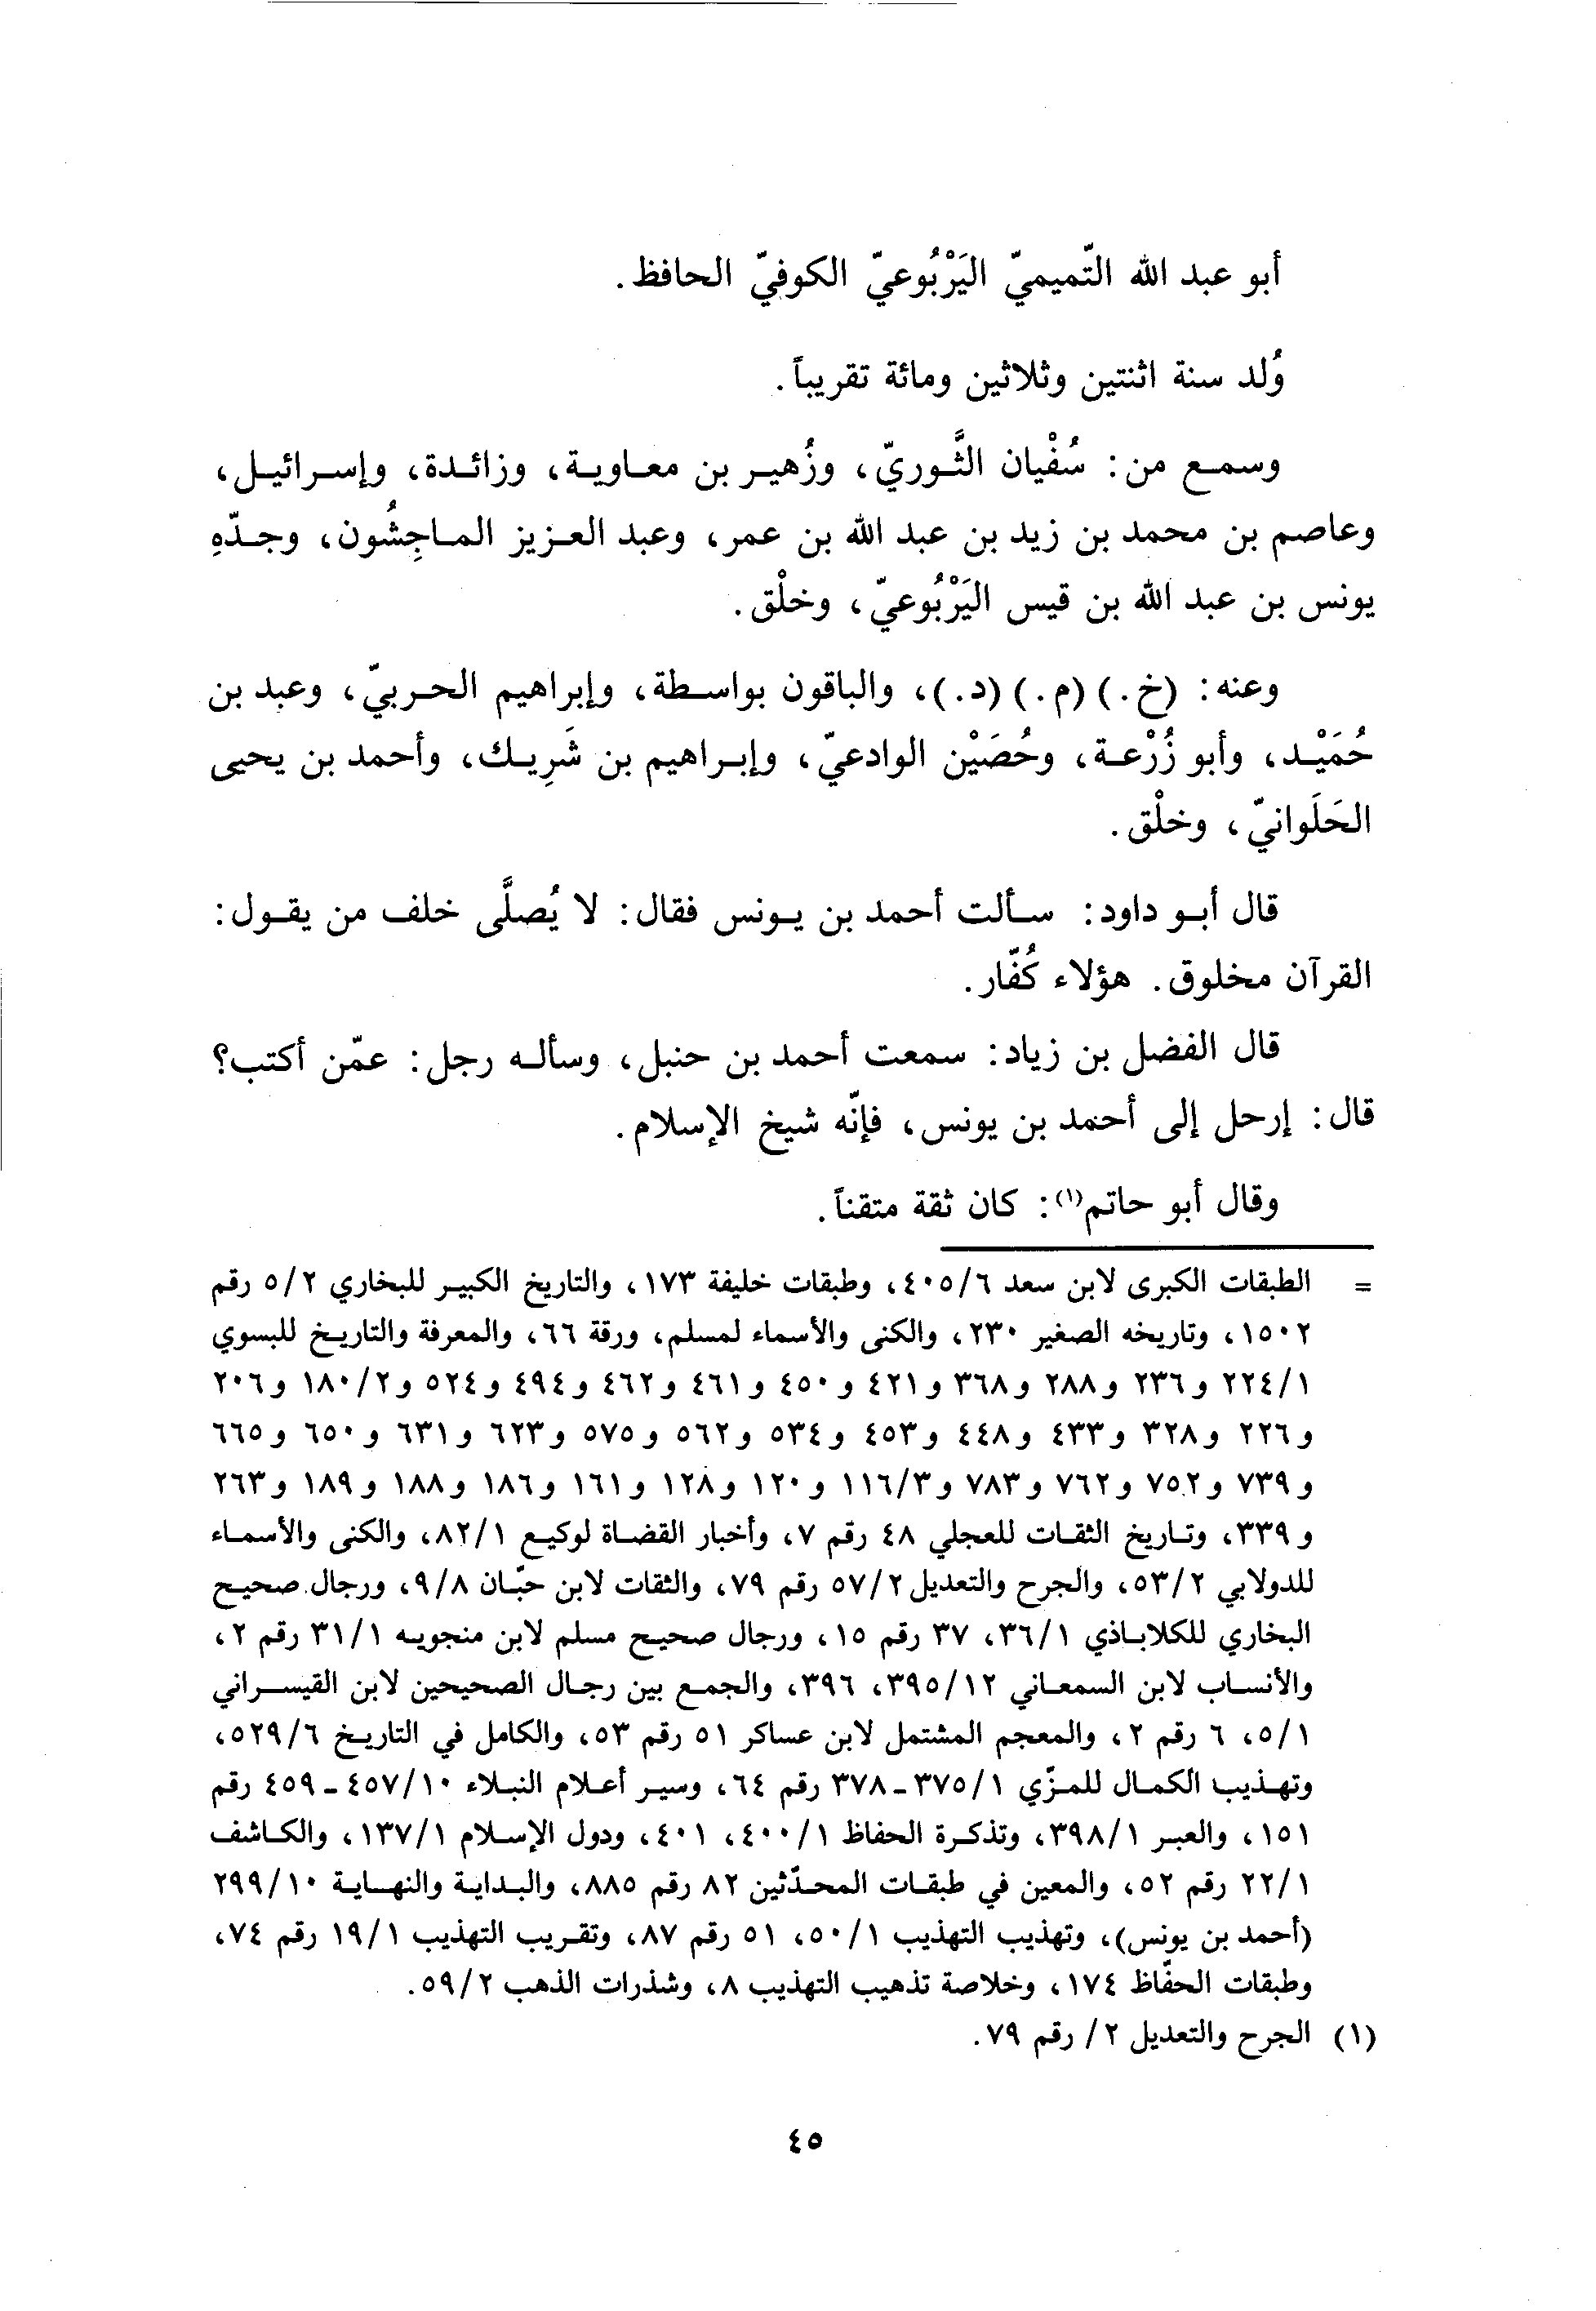 أبو عبد الله التّميميّ اليَرْبُوعيّ الكوفيّ الحافظ.
وُلد سنة اثنتين وثلاثين ومائة تقريباً.
وسمع من: سُفْيان الثَّوريّ، وزُهير بن معاوية، وزائدة، وإسرائيل،
وعاصم بن محمد بن زيد بن عبد الله بن عمر، وعبد العزيز الماجِشُون، وجدّهِ
يونس بن عبد الله بن قيس اليَرْبُوعيّ، وخلْق.
وعنه: (خ.) (م.) (د.)، والباقون بواسطة، وإبراهيم الحربيّ، وعبد بن
حُمَيْد، وأبو زُرْعة، وحُصَيْن الوادعيّ، وإبراهيم بن شَرِيك، وأحمد بن يحيى
الحَلَوانيّ، وخلْق.
قال أبو داود: سألت أحمد بن يونس فقال: لا يُصلَّى خلف من يقول:
القرآن مخلوق. هؤلاء كُفّار.
قال الفضل بن زياد: سمعت أحمد بن حنبل، وسأله رجل: عمّن أكتب؟
قال: إرحل إلى أحمد بن يونس، فإنّه شيخ الإسلام.
وقال أبو حاتم(١): كان ثقة متقناً.
= الطبقات الكبرى لابن سعد ٤٠٥/٦، وطبقات خليفة ١٧٣، والتاريخ الكبير للبخاري ٥/٢ رقم
١٥٠٢، وتاريخه الصغير ٢٣٠، والكنى والأسماء لمسلم، ورقة ٦٦، والمعرفة والتاريخ للبسوي
٢٢٤/١ و٢٣٦ و٢٨٨ و٣٦٨ و٤٢١ و٤٥٠ و٤٦١ و٤٦٢ و٤٩٤ و٥٢٤ و١٨٠/٢ و٢٠٦
و٢٢٦ و٣٢٨ و٤٣٣ و٤٤٨ و٤٥٣ و٥٣٤ و٥٦٢ و٥٧٥ و٦٢٣ و٦٣١ و٦٥٠ و٦٦٥
و٧٣٩ و٧٥٢ و٧٦٢ و٧٨٣ و١١٦/٣ و١٢٠ و١٢٨ و١٦١ و١٨٦ و١٨٨ و١٨٩ و٢٦٣
و٣٣٩، وتاريخ الثقات للعجلي ٤٨ رقم ٧، وأخبار القضاة لوكيع ٨٢/١، والكنى والأسماء
للدولابي ٥٣/٢، والجرح والتعديل ٥٧/٢ رقم ٧٩، والثقات لابن حبّان ٩/٨، ورجال صحيح
البخاري للكلاباذي ٣٦/١، ٣٧ رقم ١٥، ورجال صحيح مسلم لابن منجويه ٣١/١ رقم ٢،
والأنساب لابن السمعاني ٣٩٥/١٢، ٣٩٦، والجمع بين رجال الصحيحين لابن القيسراني
٥/١، ٦ رقم ٢، والمعجم المشتمل لابن عساكر ٥١ رقم ٥٣، والكامل في التاريخ ٥٢٩/٦،
وتهذيب الكمال للمزّي ٣٧٥/١ - ٣٧٨ رقم ٦٤، وسير أعلام النبلاء ٤٥٧/١٠ - ٤٥٩ رقم
١٥١، والعبر ٣٩٨/١، وتذكرة الحفاظ ٤٠٠/١، ٤٠١، ودول الإسلام ١٣٧/١، والكاشف
٢٢/١ رقم ٥٢، والمعين في طبقات المحدّثين ٨٢ رقم ٨٨٥، والبداية والنهاية ٢٩٩/١٠
(أحمد بن يونس)، وتهذيب التهذيب ٥٠/١، ٥١ رقم ٨٧، وتقريب التهذيب ١٩/١ رقم ٧٤،
وطبقات الحفّاظ ١٧٤، وخلاصة تذهيب التهذيب ٨، وشذرات الذهب ٥٩/٢.
(١) الجرح والتعديل ٢/ رقم ٧٩.
٤٥